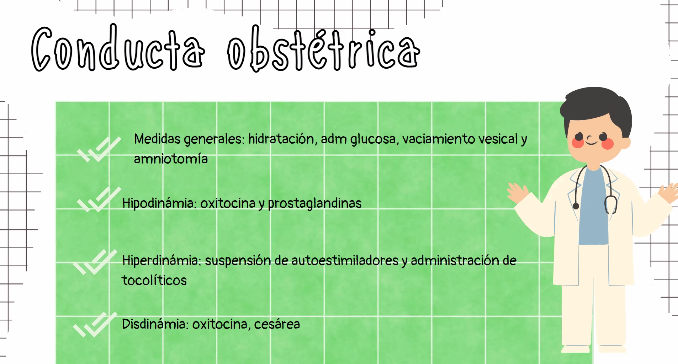 Conducta obstétrica
Medidas generales: hidratación, adm glucosa, vaciamiento vesical y
amniotomía
Hipodinámia: oxitocina y prostaglandinas
Hiperdinámia: suspensión de autoestimiladores y administración de
tocolíticos
Disdinámia: oxitocina, cesárea